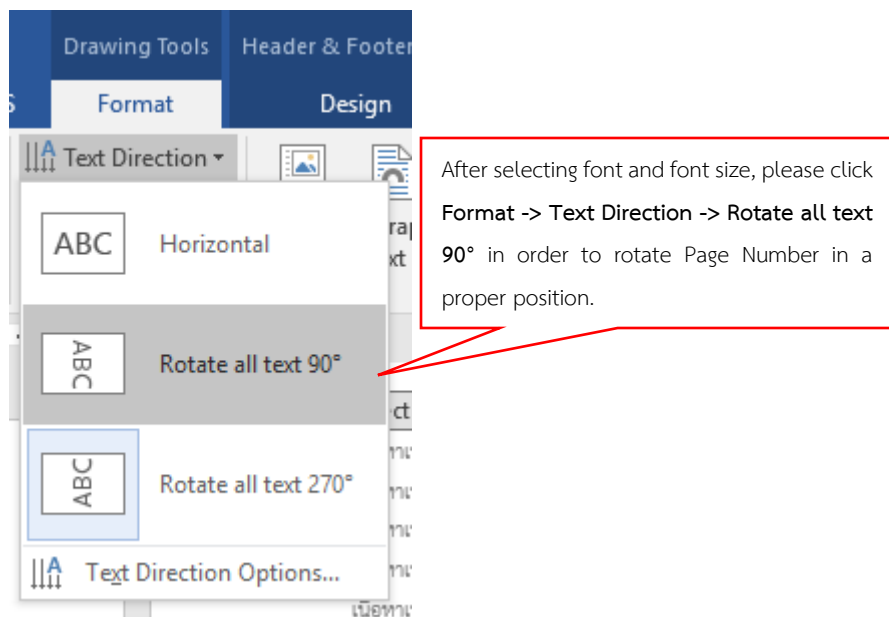 Drawing Tools
Header & Footer
Format
Design
Text Direction
ABC Horizontal
ABC Rotate all text 90°
ABC Rotate all text 270°
Text Direction Options...
After selecting font and font size, please click
Format -> Text Direction -> Rotate all text
90° in order to rotate Page Number in a
proper position.